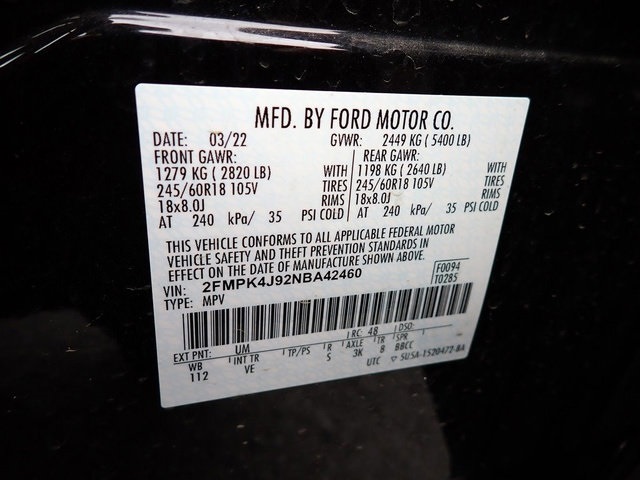 MFD. BY FORD MOTOR CO.
DATE: 03/22 GVWR: 2449 KG ( 5400 LB)
FRONT GAWR: REAR GAWR:
1279 KG ( 2820 LB) WITH 1198 KG ( 2640 LB) WITH
245/60R18 105V TIRES 245/60R18 105V TIRES
18x8.0J RIMS 18x8.0J RIMS
AT 240 kPa/ 35 PSI COLD AT 240 kPa/ 35 PSI COLD
THIS VEHICLE CONFORMS TO ALL APPLICABLE FEDERAL MOTOR
VEHICLE SAFETY AND THEFT PREVENTION STANDARDS IN
EFFECT ON THE DATE OF MANUFACTURE SHOWN ABOVE.
VIN: 2FMPK4J92NBA42460 F0094
TYPE: MPV T0285
EXT PNT: UM RC: 48 DSO:
WB INT TR TP/PS R AXLE TR SPR
112 VE S 3K B BBCC
UTC ▽ 5U5A-1520472-BA